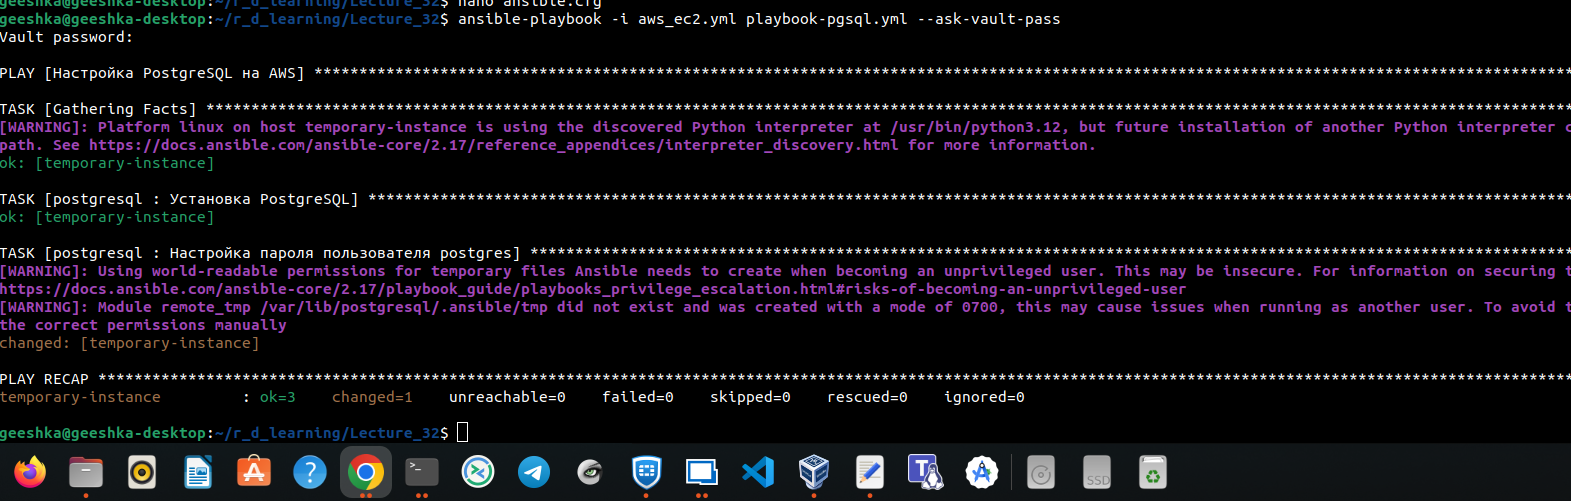 geeshka@geeshka-desktop:~/r_d_learning/Lecture_32$ nano ansible.cfg
geeshka@geeshka-desktop:~/r_d_learning/Lecture_32$ ansible-playbook -i aws_ec2.yml playbook-pgsql.yml --ask-vault-pass
Vault password:
PLAY [Настройка PostgreSQL на AWS] ********************************************************************************************************************************************
TASK [Gathering Facts] ********************************************************************************************************************************************************
[WARNING]: Platform linux on host temporary-instance is using the discovered Python interpreter at /usr/bin/python3.12, but future installation of another Python interpreter c
path. See https://docs.ansible.com/ansible-core/2.17/reference_appendices/interpreter_discovery.html for more information.
ok: [temporary-instance]
TASK [postgresql : Установка PostgreSQL] **************************************************************************************************************************************
ok: [temporary-instance]
TASK [postgresql : Настройка пароля пользователя postgres] ********************************************************************************************************************
[WARNING]: Using world-readable permissions for temporary files Ansible needs to create when becoming an unprivileged user. This may be insecure. For information on securing t
https://docs.ansible.com/ansible-core/2.17/playbook_guide/playbooks_privilege_escalation.html#risks-of-becoming-an-unprivileged-user
[WARNING]: Module remote_tmp /var/lib/postgresql/.ansible/tmp did not exist and was created with a mode of 0700, this may cause issues when running as another user. To avoid t
the correct permissions manually
changed: [temporary-instance]
PLAY RECAP ********************************************************************************************************************************************************************
temporary-instance : ok=3 changed=1 unreachable=0 failed=0 skipped=0 rescued=0 ignored=0
geeshka@geeshka-desktop:~/r_d_learning/Lecture_32$
SSD